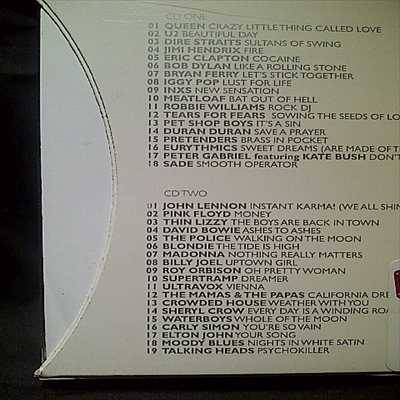 CD ONE
01 QUEEN CRAZY LITTLE THING CALLED LOVE
02 U2 BEAUTIFUL DAY
03 DIRE STRAITS SULTANS OF SWING
04 JIMI HENDRIX FIRE
05 ERIC CLAPTON COCAINE
06 BOB DYLAN LIKE A ROLLING STONE
07 BRYAN FERRY LET'S STICK TOGETHER
08 IGGY POP LUST FOR LIFE
09 INXS NEW SENSATION
10 MEATLOAF BAT OUT OF HELL
11 ROBBIE WILLIAMS ROCK DJ
12 TEARS FOR FEARS SOWING THE SEEDS OF LO
13 PET SHOP BOYS IT'S A SIN
14 DURAN DURAN SAVE A PRAYER
15 PRETENDERS BRASS IN POCKET
16 EURYTHMICS SWEET DREAMS (ARE MADE OF T
17 PETER GABRIEL featuring KATE BUSH DON'T
18 SADE SMOOTH OPERATER
CD TWO
01 JOHN LENNON INSTANT KARMA! (WE ALL SHIN
02 PINK FLOYD MONEY
03 THIN LIZZY THE BOYS ARE BACK IN TOWN
04 DAVID BOWIE ASHES TO ASHES
05 THE POLICE WALKING ON THE MOON
06 BLONDIE THE TIDE IS HIGH
07 MADONNA NOTHING REALLY MATTERS
08 BILLY JOEL UPTOWN GIRL
09 ROY ORBISON OH PRETTY WOMAN
10 SUPERTRAMP DREAMER
11 ULTRAVOX VIENNA
12 THE MAMAS & THE PAPAS CALIFORNIA DRE
13 CROWDED HOUSE WEATHER WITH YOU
14 SHERYL CROW EVERY DAY IS A WINDING ROA
15 WATERBOYS WHOLE OF THE MOON
16 CARLY SIMON YOU'RE SO VAIN
17 ELTON JOHN YOUR SONG
18 MOODY BLUES NIGHTS IN WHITE SATIN
19 TALKING HEADS PSYCHOKILLER